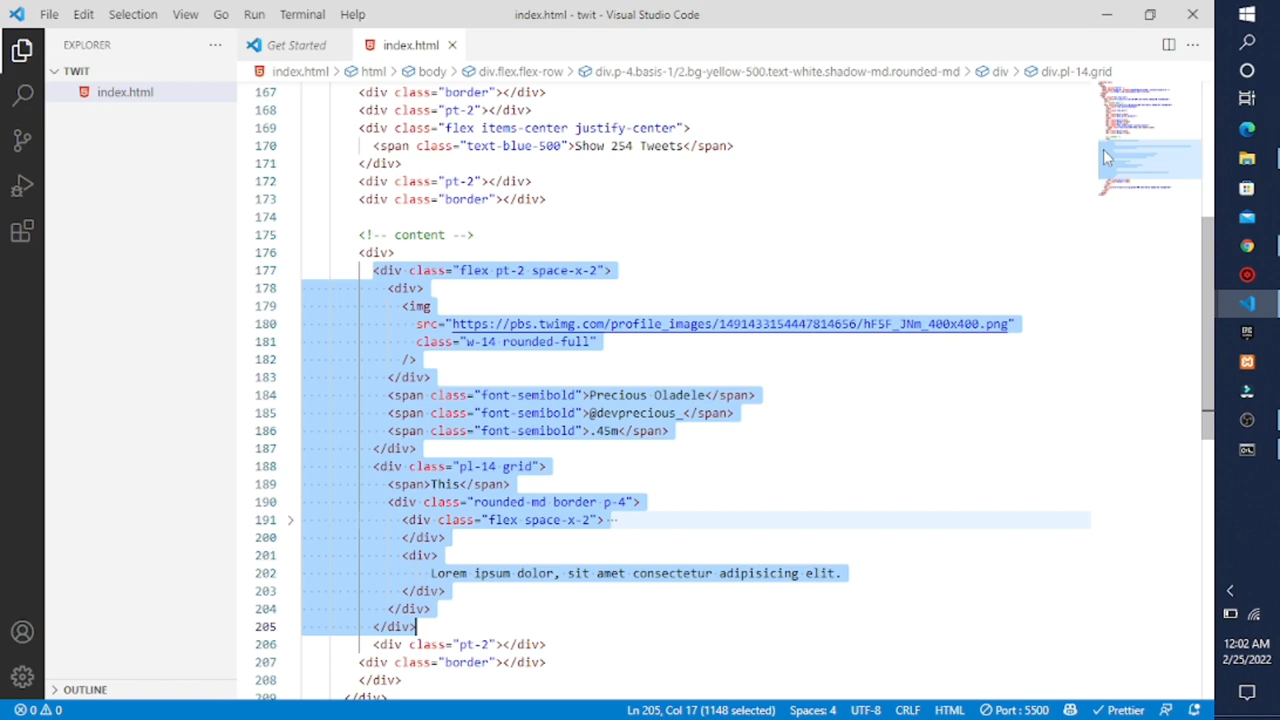 File Edit Selection View Go Run Terminal Help index.html - twit - Visual Studio Code
EXPLORER ···
TWIT
index.html
OUTLINE
Get Started
index.html
index.html > html > body > div.flex.flex-row > div.p-4.basis-1/2.bg-yellow-500.text-white.shadow-md.rounded-md > div > div.pl-14.grid
167 <div class="border"></div>
168 <div class="pt-2"></div>
169 <div class="flex items-center justify-center">
170 <span class="text-blue-500">Show 254 Tweets</span>
171 </div>
172 <div class="pt-2"></div>
173 <div class="border"></div>
174
175 <!-- content -->
176 <div>
177 <div class="flex pt-2 space-x-2">
178 <div>
179 <img
180 src="https://pbs.twimg.com/profile_images/1491433154447814656/hF5F_JNm_400x400.png"
181 class="w-14 rounded-full"
182 />
183 </div>
184 <span class="font-semibold">Precious Oladele</span>
185 <span class="font-semibold">@devprecious_</span>
186 <span class="font-semibold">.45m</span>
187 </div>
188 <div class="pl-14 grid">
189 <span>This</span>
190 <div class="rounded-md border p-4">
191 <div class="flex space-x-2">···
200 </div>
201 <div>
202 Lorem ipsum dolor, sit amet consectetur adipisicing elit.
203 </div>
204 </div>
205 </div>
206 <div class="pt-2"></div>
207 <div class="border"></div>
208 </div>
209 </div>
0 0
Ln 205, Col 17 (1148 selected) Spaces: 4 UTF-8 CRLF HTML Port : 5500 Prettier
12:02 AM
2/25/2022